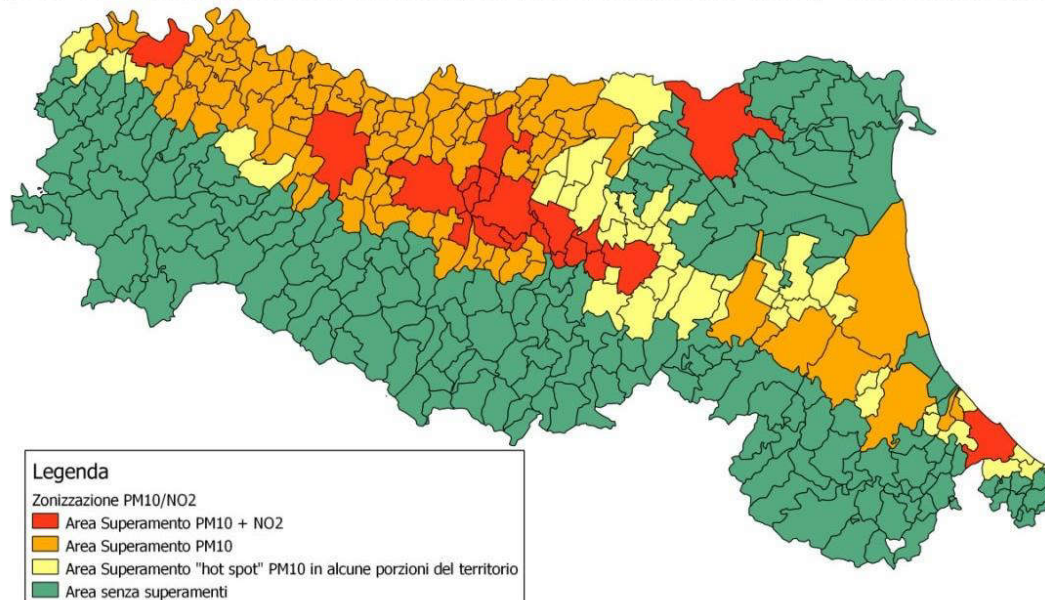 Legenda
Zonizzazione PM10/NO2
Area Superamento PM10 + NO2
Area Superamento PM10
Area Superamento "hot spot" PM10 in alcune porzioni del territorio
Area senza superamenti